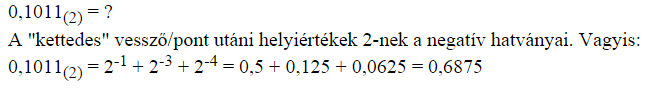 0,1011₍₂₎ = ?
A "kettedes" vessző/pont utáni helyiértékek 2-nek a negatív hatványai. Vagyis:
0,1011₍₂₎ = 2⁻¹ + 2⁻³ + 2⁻⁴ = 0,5 + 0,125 + 0,0625 = 0,6875